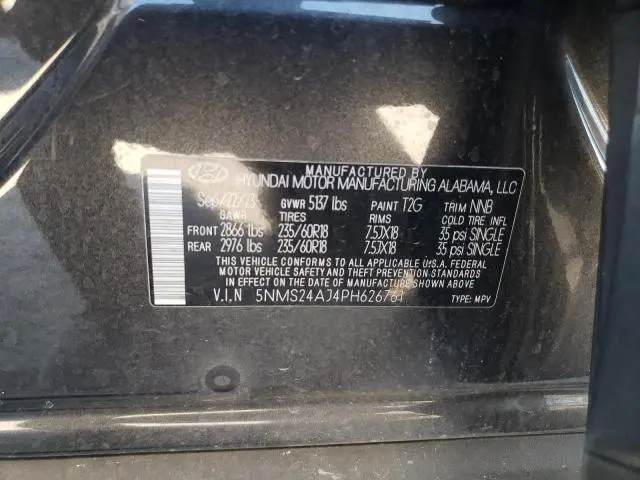 MANUFACTURED BY
HYUNDAI MOTOR MANUFACTURING ALABAMA, LLC
GVWR 5137 lbs PAINT T2G TRIM NNB
GAWR TIRES RIMS COLD TIRE INFL
FRONT 2866 lbs 235/60R18 7.5JX18 35 psi SINGLE
REAR 2976 lbs 235/60R18 7.5JX18 35 psi SINGLE
THIS VEHICLE CONFORMS TO ALL APPLICABLE U.S.A. FEDERAL
MOTOR VEHICLE SAFETY AND THEFT PREVENTION STANDARDS
IN EFFECT ON THE DATE OF MANUFACTURE SHOWN ABOVE.
V.I.N 5NMS24AJ4PH626761 TYPE: MPV